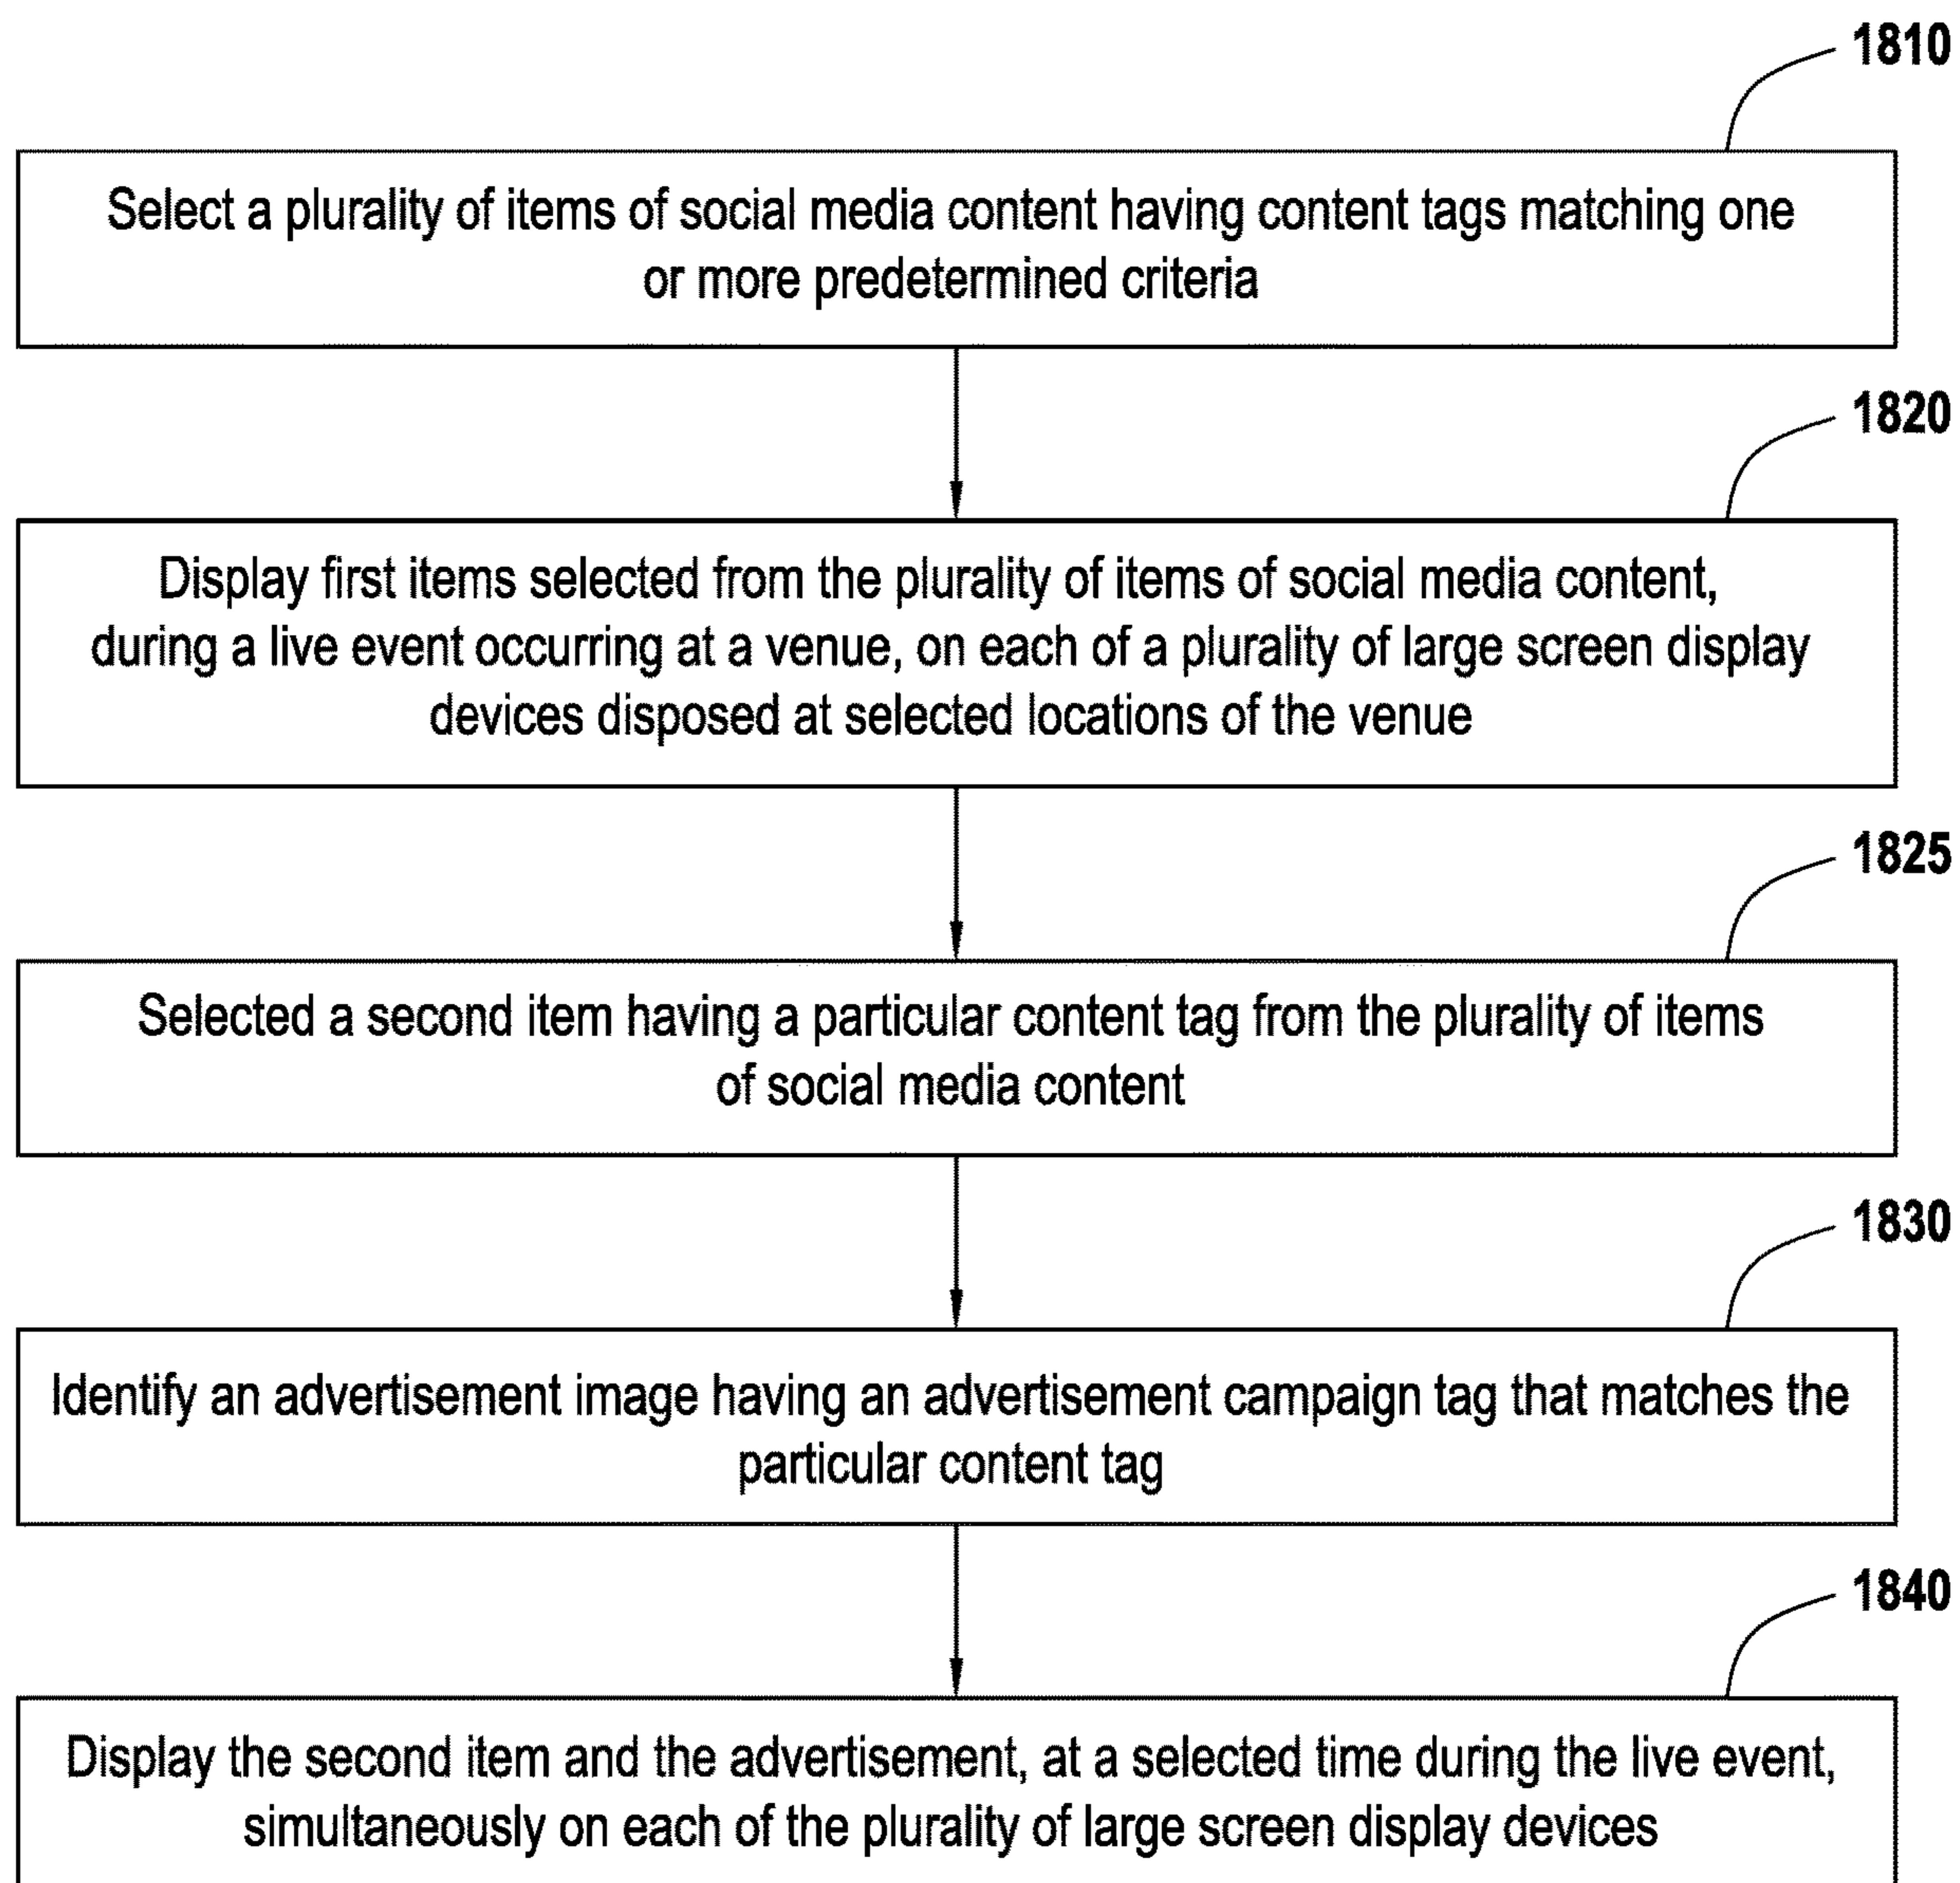 1810
Select a plurality of items of social media content having content tags matching one
or more predetermined criteria
1820
Display first items selected from the plurality of items of social media content,
during a live event occurring at a venue, on each of a plurality of large screen display
devices disposed at selected locations of the venue
1825
Selected a second item having a particular content tag from the plurality of items
of social media content
1830
Identify an advertisement image having an advertisement campaign tag that matches the
particular content tag
1840
Display the second item and the advertisement, at a selected time during the live event,
simultaneously on each of the plurality of large screen display devices